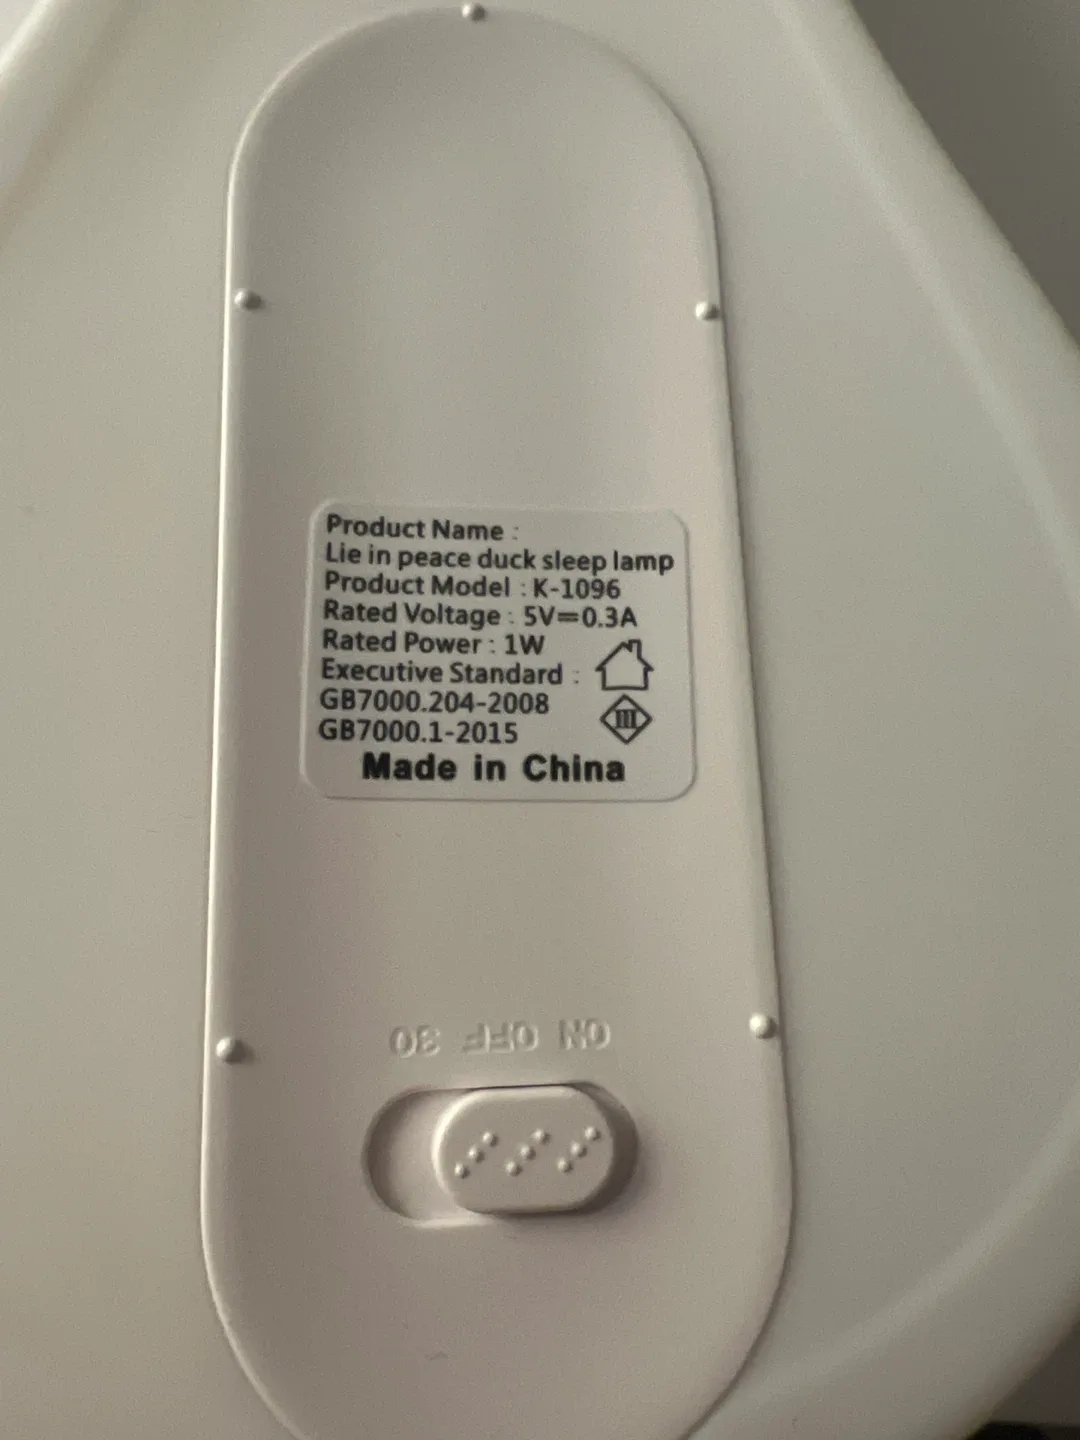 Product Name :
Lie in peace duck sleep lamp
Product Model : K-1096
Rated Voltage : 5V⎓0.3A
Rated Power : 1W
Executive Standard :
GB7000.204-2008
GB7000.1-2015
III
Made in China
ON OFF 30